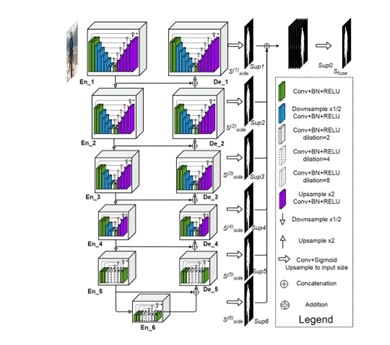 En_1
De_1
S(1)side
Sup1
Sup0
Sfuse
En_2
De_2
S(2)side
Sup2
En_3
De_3
S(3)side
Sup3
En_4
De_4
S(4)side
Sup4
En_5
De_5
S(5)side
Sup5
En_6
S(6)side
Sup6
Conv+BN+RELU
Downsample x1/2
Conv+BN+RELU
Conv+BN+RELU
dilation=2
Conv+BN+RELU
dilation=4
Conv+BN+RELU
dilation=8
Upsample x2
Conv+BN+RELU
Downsample x1/2
Upsample x2
Conv+Sigmoid
Upsample to input size
Concatenation
Addition
Legend